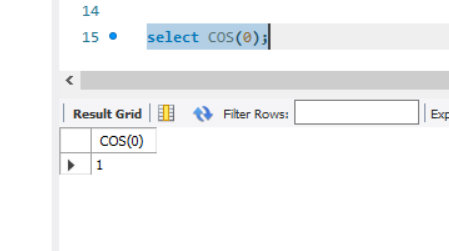 14
15 select COS(0);
Result Grid Filter Rows: Exp
COS(0)
1